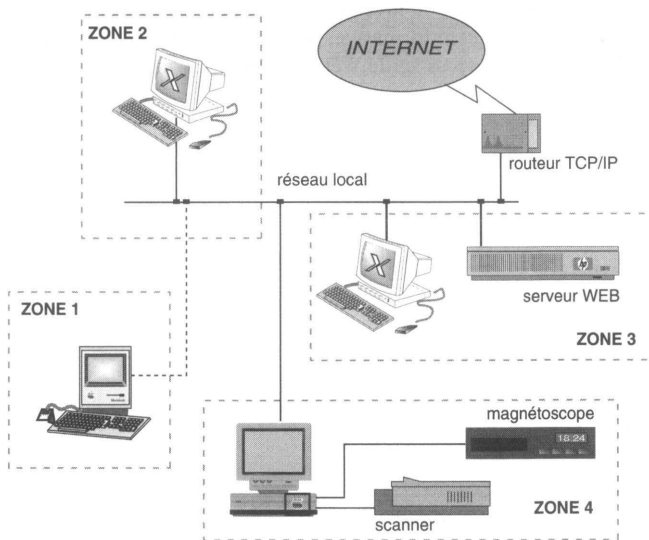 ZONE 2
INTERNET
routeur TCP/IP
réseau local
serveur WEB
ZONE 3
ZONE 1
magnétoscope
18:24
ZONE 4
scanner
X
X
hp